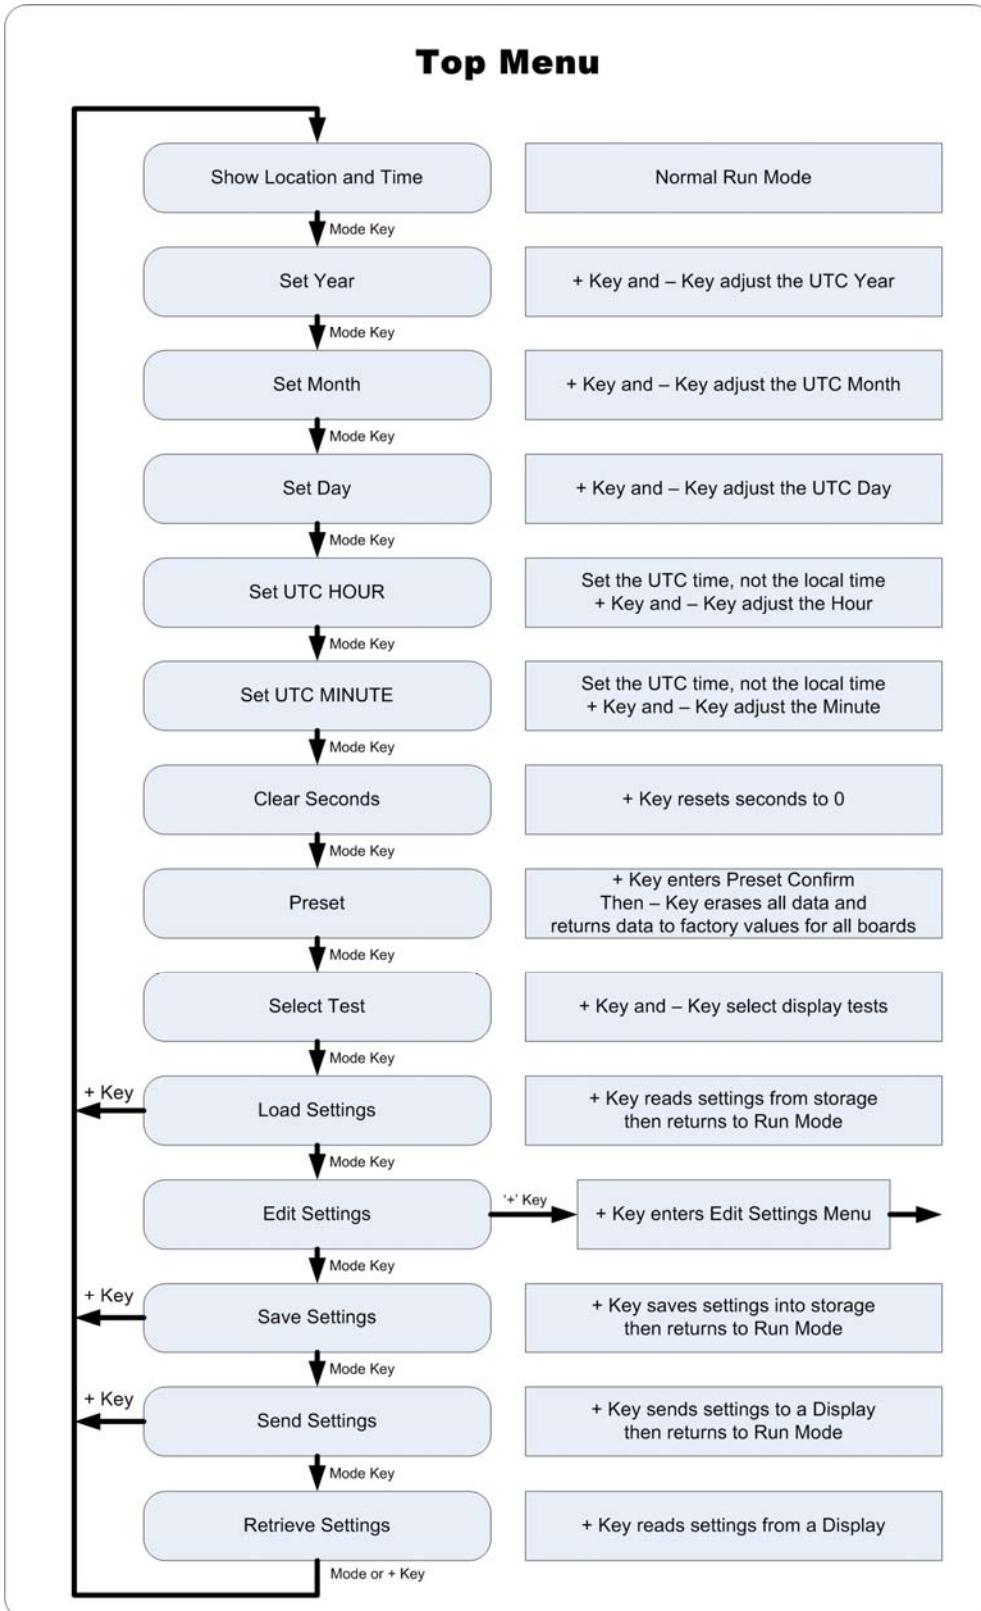 Top Menu
Show Location and Time
Normal Run Mode
Mode Key
Set Year
+ Key and – Key adjust the UTC Year
Mode Key
Set Month
+ Key and – Key adjust the UTC Month
Mode Key
Set Day
+ Key and – Key adjust the UTC Day
Mode Key
Set UTC HOUR
Set the UTC time, not the local time
+ Key and – Key adjust the Hour
Mode Key
Set UTC MINUTE
Set the UTC time, not the local time
+ Key and – Key adjust the Minute
Mode Key
Clear Seconds
+ Key resets seconds to 0
Mode Key
Preset
+ Key enters Preset Confirm
Then – Key erases all data and
returns data to factory values for all boards
Mode Key
Select Test
+ Key and – Key select display tests
Mode Key
+ Key
Load Settings
+ Key reads settings from storage
then returns to Run Mode
Mode Key
Edit Settings
'+' Key
+ Key enters Edit Settings Menu
Mode Key
+ Key
Save Settings
+ Key saves settings into storage
then returns to Run Mode
Mode Key
+ Key
Send Settings
+ Key sends settings to a Display
then returns to Run Mode
Mode Key
Retrieve Settings
+ Key reads settings from a Display
Mode or + Key